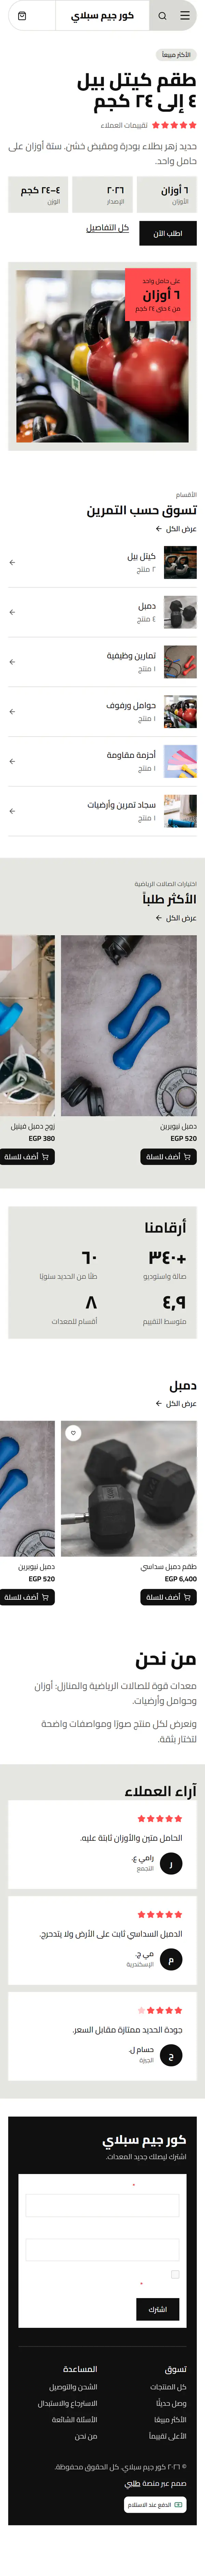 كور جيم سبلاي
الأكثر مبيعاً
طقم كيتل بيل
٤ إلى ٢٤ كجم
تقييمات العملاء
حديد زهر بطلاء بودرة ومقبض خشن. ستة أوزان على
حامل واحد.
٦ أوزان
الأوزان
٢٠٢٦
الإصدار
٤–٢٤ كجم
الوزن
اطلب الآن
كل التفاصيل
على حامل واحد
٦ أوزان
من ٤ حتى ٢٤ كجم
الأقسام
تسوق حسب التمرين
عرض الكل
كيتل بيل
٢ منتج
دمبل
٤ منتج
تمارين وظيفية
١ منتج
حوامل ورفوف
١ منتج
أحزمة مقاومة
١ منتج
سجاد تمرين وأرضيات
١ منتج
اختيارات الصالات الرياضية
الأكثر طلباً
عرض الكل
دمبل نيوبرين
520 EGP
أضف للسلة
زوج دمبل فينيل
380 EGP
أضف للسلة
أرقامنا
+٣٤٠
صالة واستوديو
٦٠
طنًا من الحديد سنويًا
٤٫٩
متوسط التقييم
٨
أقسام للمعدات
دمبل
عرض الكل
طقم دمبل سداسي
6,400 EGP
أضف للسلة
دمبل نيوبرين
520 EGP
أضف للسلة
من نحن
معدات قوة للصالات الرياضية والمنازل: أوزان
وحوامل وأرضيات.
ونعرض لكل منتج صورًا ومواصفات واضحة
لتختار بثقة.
آراء العملاء
الحامل متين والأوزان ثابتة عليه.
ر
رامي ع.
التجمع
الدمبل السداسي ثابت على الأرض ولا يتدحرج.
م
مي ج.
الإسكندرية
جودة الحديد ممتازة مقابل السعر.
ح
حسام ل.
الجيزة
كور جيم سبلاي
اشترك ليصلك جديد المعدات.
*
*
اشترك
تسوق
كل المنتجات
وصل حديثًا
الأكثر مبيعًا
الأعلى تقييماً
المساعدة
الشحن والتوصيل
الاسترجاع والاستبدال
الأسئلة الشائعة
من نحن
© ٢٠٢٦ كور جيم سبلاي. كل الحقوق محفوظة.
صمم عبر منصة طلبي
الدفع عند الاستلام